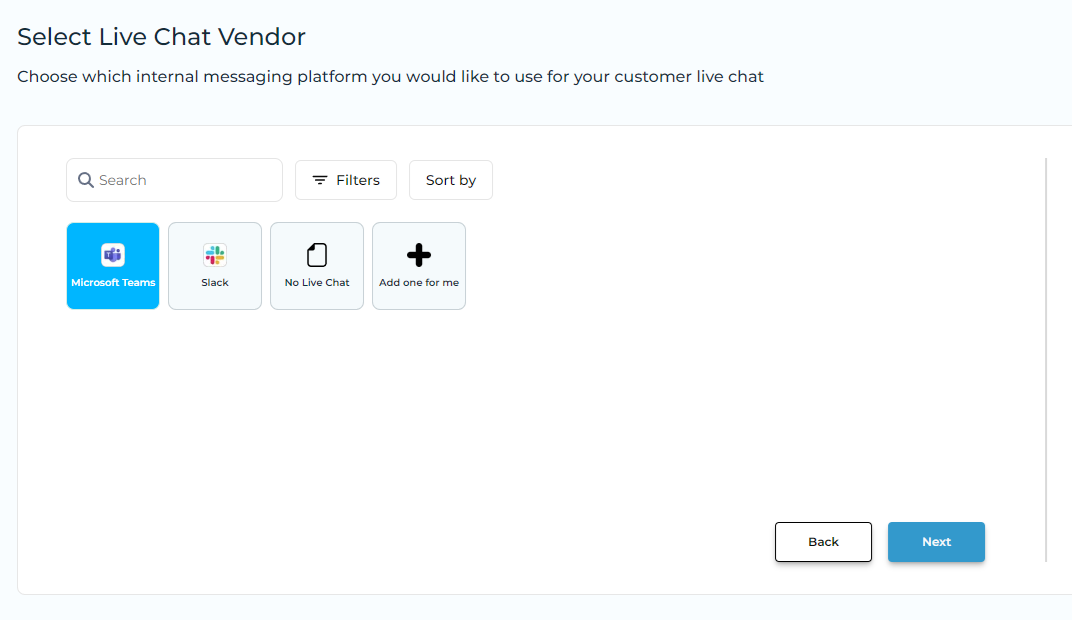 Select Live Chat Vendor
Choose which internal messaging platform you would like to use for your customer live chat
Search
Filters
Sort by
Microsoft Teams
Slack
No Live Chat
Add one for me
Back
Next